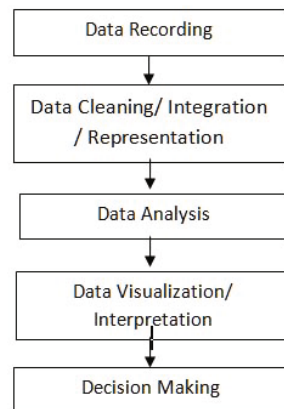 Data Recording
Data Cleaning/ Integration
/ Representation
Data Analysis
Data Visualization/
Interpretation
Decision Making